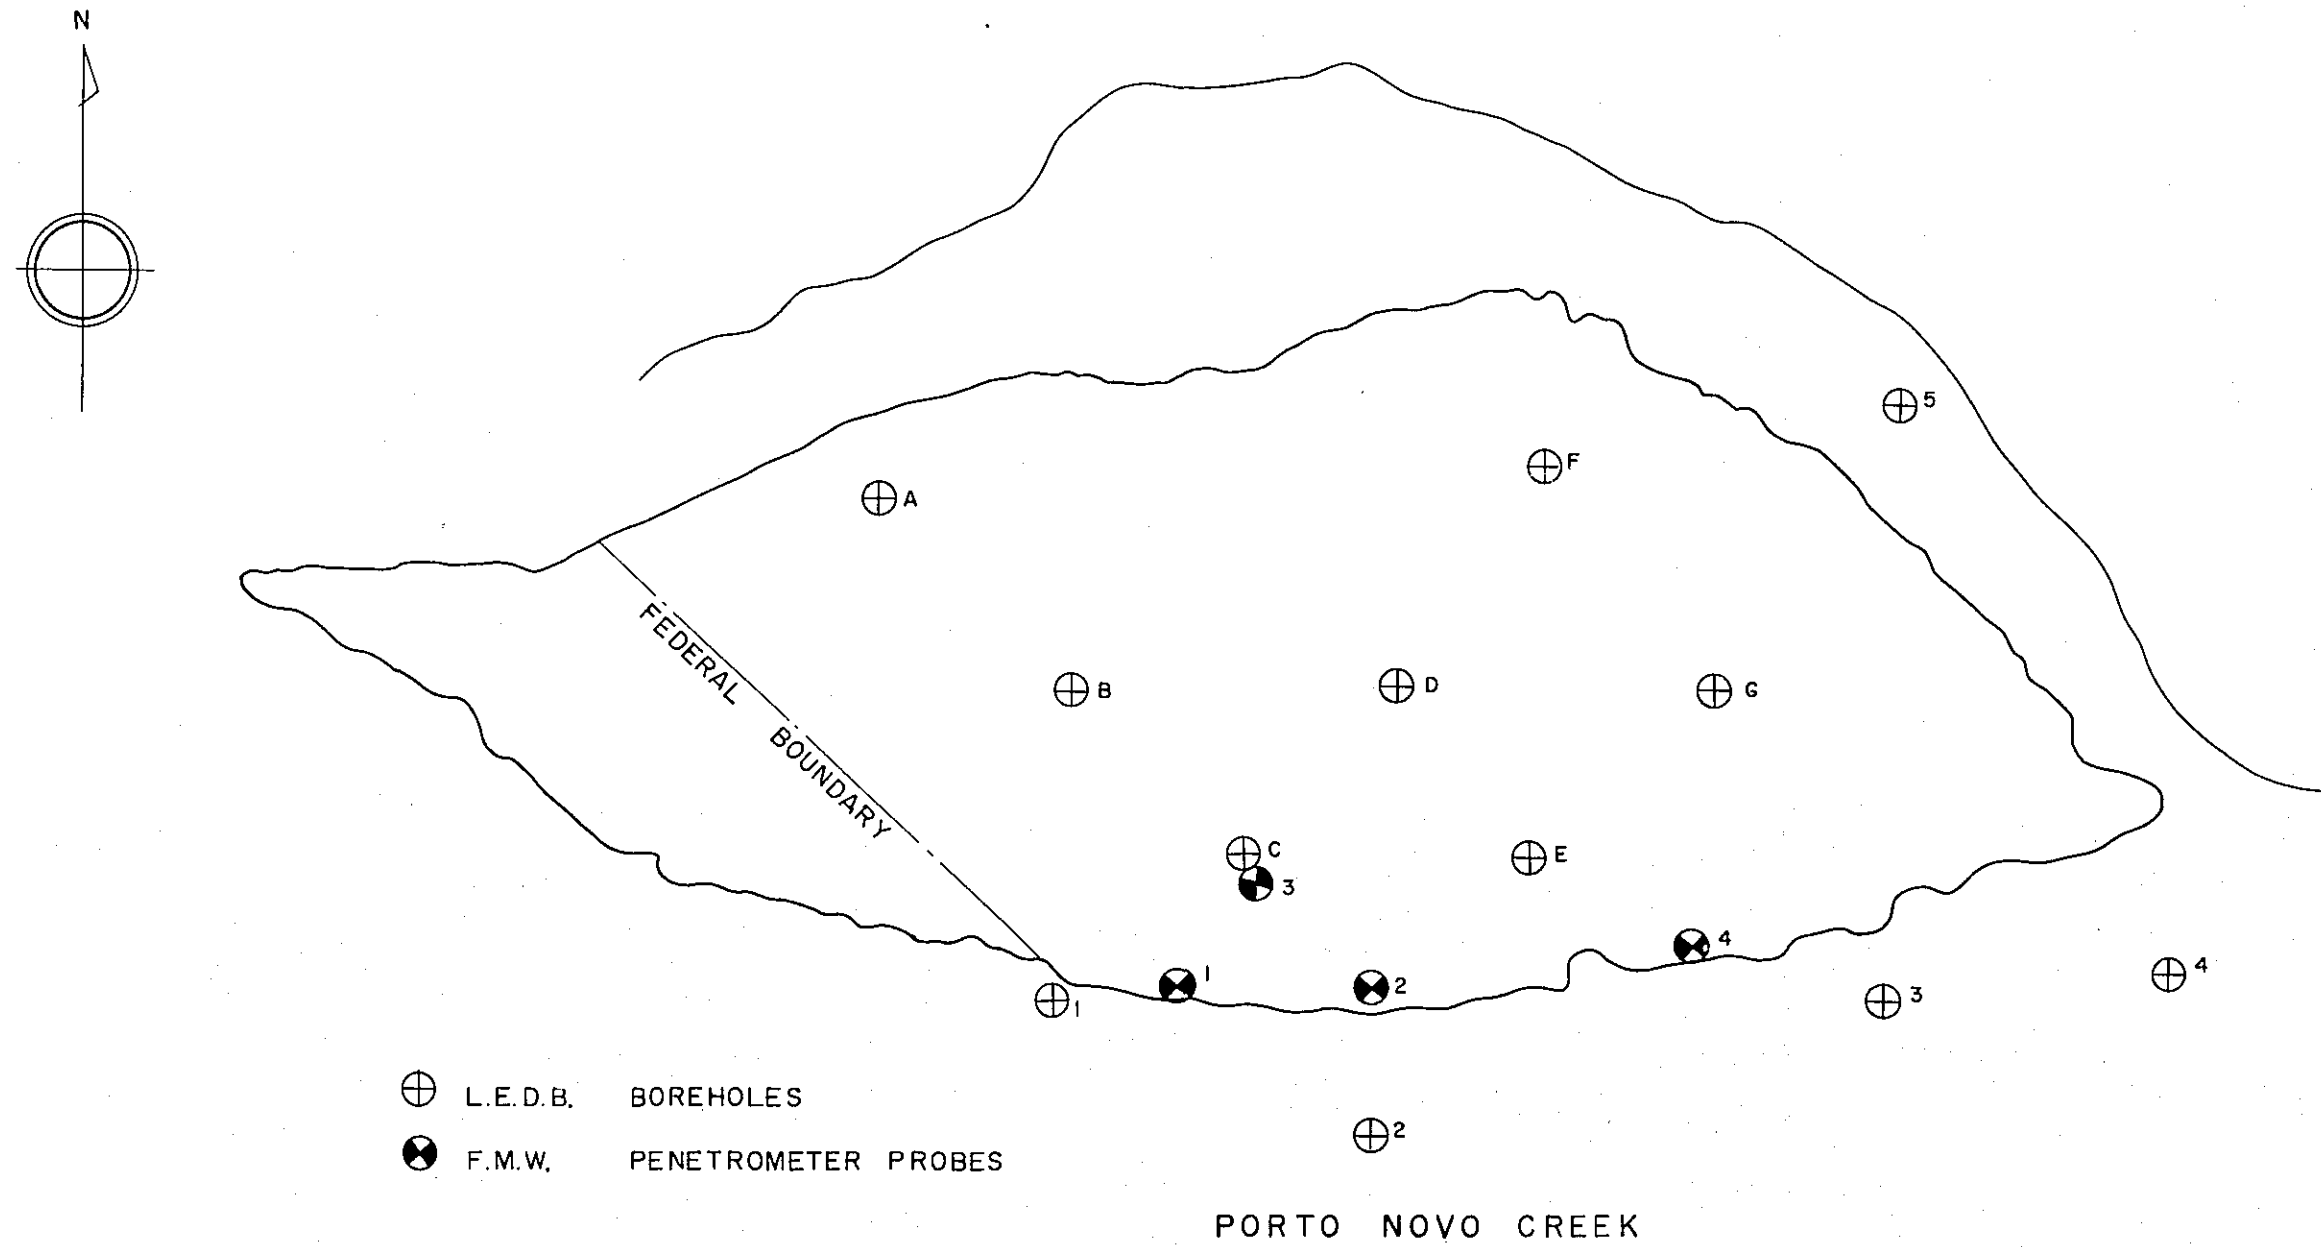 N
5
F
A
FEDERAL BOUNDARY
B
D
G
C
3
E
4
1
2
1
3
4
2
L.E.D.B. BOREHOLES
F.M.W. PENETROMETER PROBES
PORTO NOVO CREEK